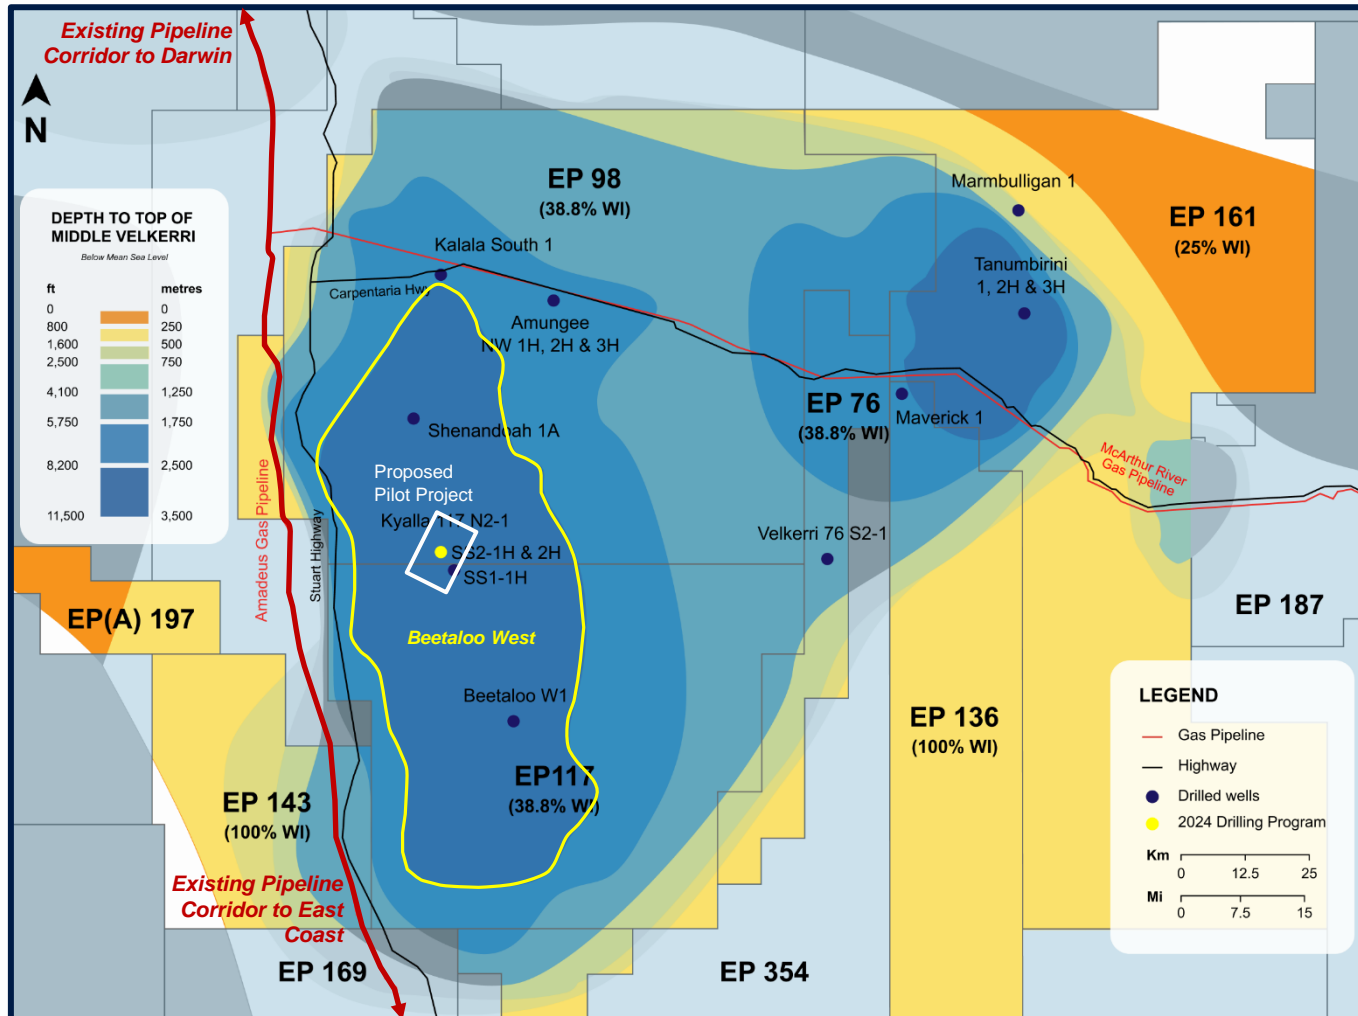 Existing Pipeline
Corridor to Darwin
N
DEPTH TO TOP OF
MIDDLE VELKERRI
Below Mean Sea Level
ft metres
0 0
800 250
1,600 500
2,500 750
4,100 1,250
5,750 1,750
8,200 2,500
11,500 3,500
EP 98
(38.8% WI)
Marmbulligan 1
EP 161
(25% WI)
Kalala South 1
Tanumbirini
1, 2H & 3H
Carpentaria Hwy
Amungee
NW 1H, 2H & 3H
EP 76
(38.8% WI)
Maverick 1
Shenandoah 1A
McArthur River
Gas Pipeline
Proposed
Pilot Project
Kyalla 117 N2-1
SS2-1H & 2H
SS1-1H
Velkerri 76 S2-1
Amadeus Gas Pipeline
Stuart Highway
EP(A) 197
EP 187
Beetaloo West
Beetaloo W1
EP117
(38.8% WI)
EP 136
(100% WI)
EP 143
(100% WI)
Existing Pipeline
Corridor to East
Coast
EP 169
EP 354
LEGEND
Gas Pipeline
Highway
Drilled wells
2024 Drilling Program
Km
0 12.5 25
Mi
0 7.5 15